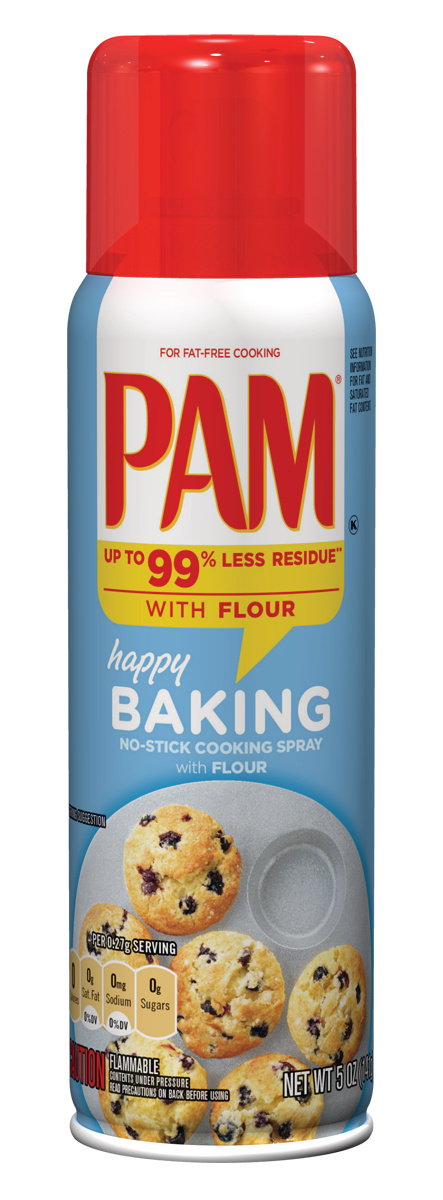 FOR FAT-FREE COOKING
SEE NUTRITION
INFORMATION
FOR FAT AND
SATURATED
FAT CONTENT
PAM®
K
UP TO 99% LESS RESIDUE**
WITH FLOUR
happy
BAKING
NO-STICK COOKING SPRAY
with FLOUR
SUGGESTION
PER 0.27g SERVING
0
0g
Sat. Fat
0%DV
0mg
Sodium
0%DV
0g
Sugars
FLAMMABLE
CONTENTS UNDER PRESSURE
READ PRECAUTIONS ON BACK BEFORE USING
NET WT 5 OZ